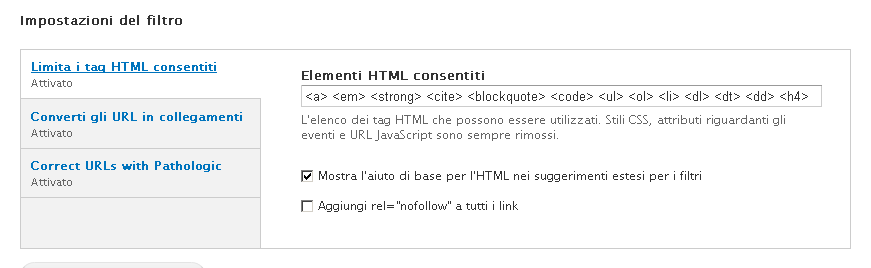 Impostazioni del filtro
Limita i tag HTML consentiti
Attivato
Converti gli URL in collegamenti
Attivato
Correct URLs with Pathologic
Attivato
Elementi HTML consentiti
<a> <em> <strong> <cite> <blockquote> <code> <ul> <ol> <li> <dl> <dt> <dd> <h4>
L'elenco dei tag HTML che possono essere utilizzati. Stili CSS, attributi riguardanti gli
eventi e URL JavaScript sono sempre rimossi.
Mostra l'aiuto di base per l'HTML nei suggerimenti estesi per i filtri
Aggiungi rel="nofollow" a tutti i link